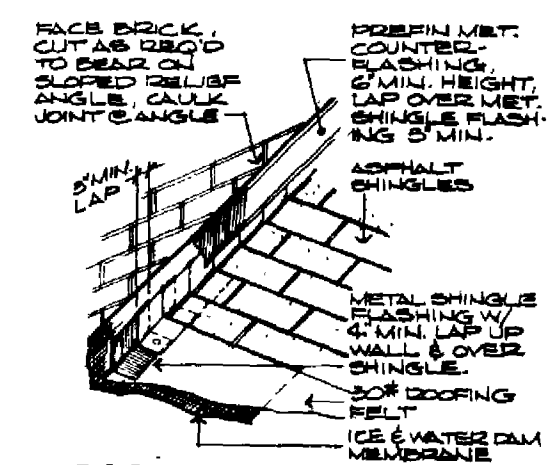 FACE BRICK,
CUT AS REQ'D
TO BEAR ON
SLOPED RELIEF
ANGLE, CAULK
JOINT @ ANGLE
PREFIN MET.
COUNTER-
FLASHING,
6" MIN. HEIGHT,
LAP OVER MET.
SHINGLE FLASH-
ING 3" MIN.
3" MIN.
LAP
ASPHALT
SHINGLES
METAL SHINGLE
FLASHING W/
4" MIN. LAP UP
WALL & OVER
SHINGLE.
30# ROOFING
FELT
ICE & WATER DAM
MEMBRANE